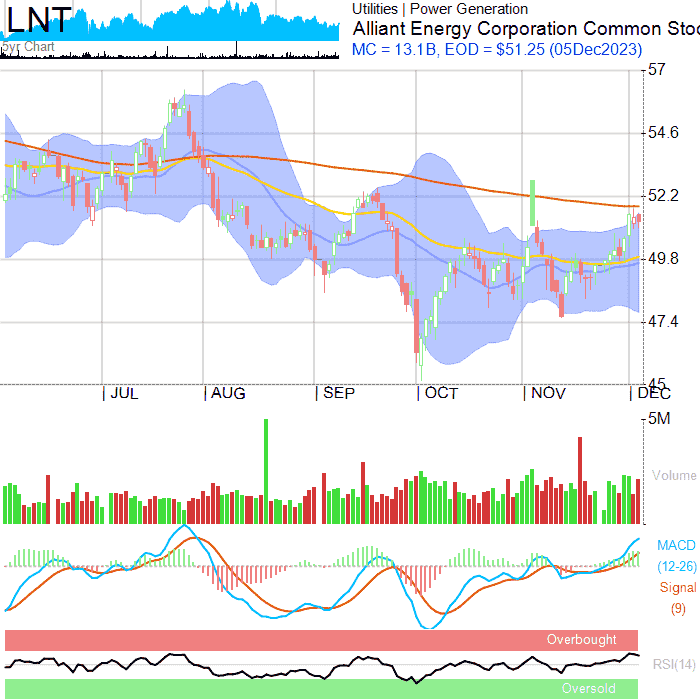 LNT
5yr Chart
Utilities | Power Generation
Alliant Energy Corporation Common Stoc
MC = 13.1B, EOD = $51.25 (05Dec2023)
57
54.6
52.2
49.8
47.4
45
JUL AUG SEP OCT NOV DEC
5M
Volume
MACD
(12-26)
Signal
(9)
Overbought
RSI(14)
Oversold